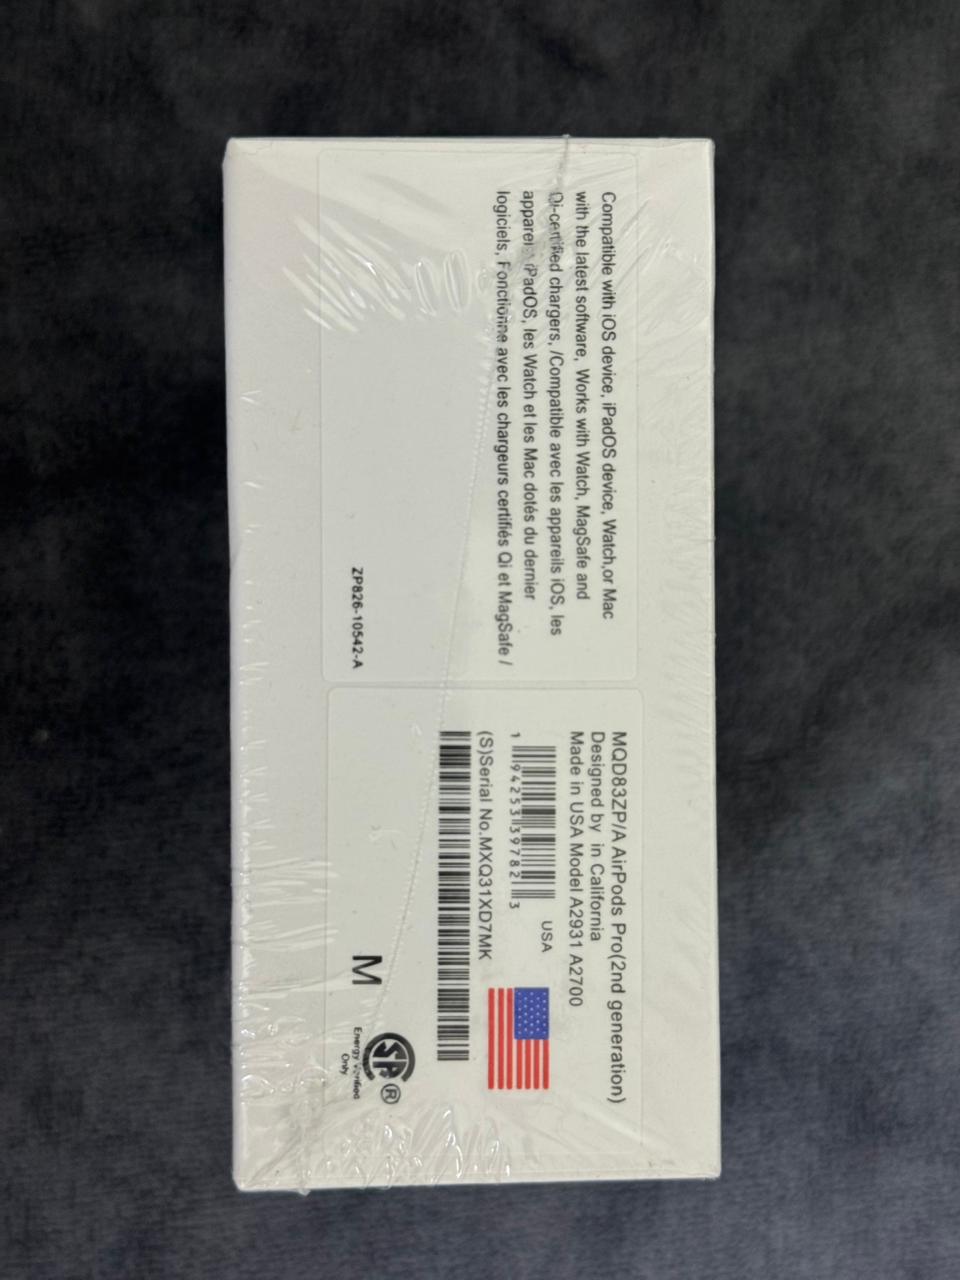 Compatible with iOS device, iPadOS device, Watch,or Mac
with the latest software, Works with Watch, MagSafe and
Qi-certified chargers, /Compatible avec les appareils iOS, les
appareils iPadOS, les Watch et les Mac dotés du dernier
logiciels, Fonctionne avec les chargeurs certifiés Qi et MagSafe /
ZP826-10542-A
MQD83ZP/A AirPods Pro(2nd generation)
Designed by in California
Made in USA Model A2931 A2700
USA
1 94253 39782 3
(S)Serial No.MXQ31XD7MK
M
SA ®
Energy Verified
Only